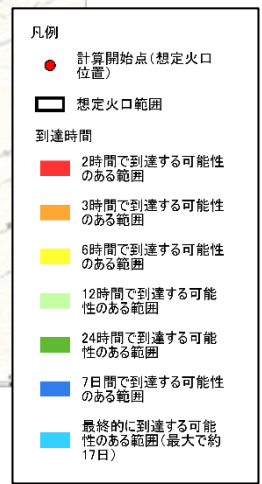 凡例
計算開始点(想定火口
位置)
想定火口範囲
到達時間
2時間で到達する可能性
のある範囲
3時間で到達する可能性
のある範囲
6時間で到達する可能性
のある範囲
12時間で到達する可能
性のある範囲
24時間で到達する可能
性のある範囲
7日間で到達する可能性
のある範囲
最終的に到達する可能
性のある範囲(最大で約
17日)